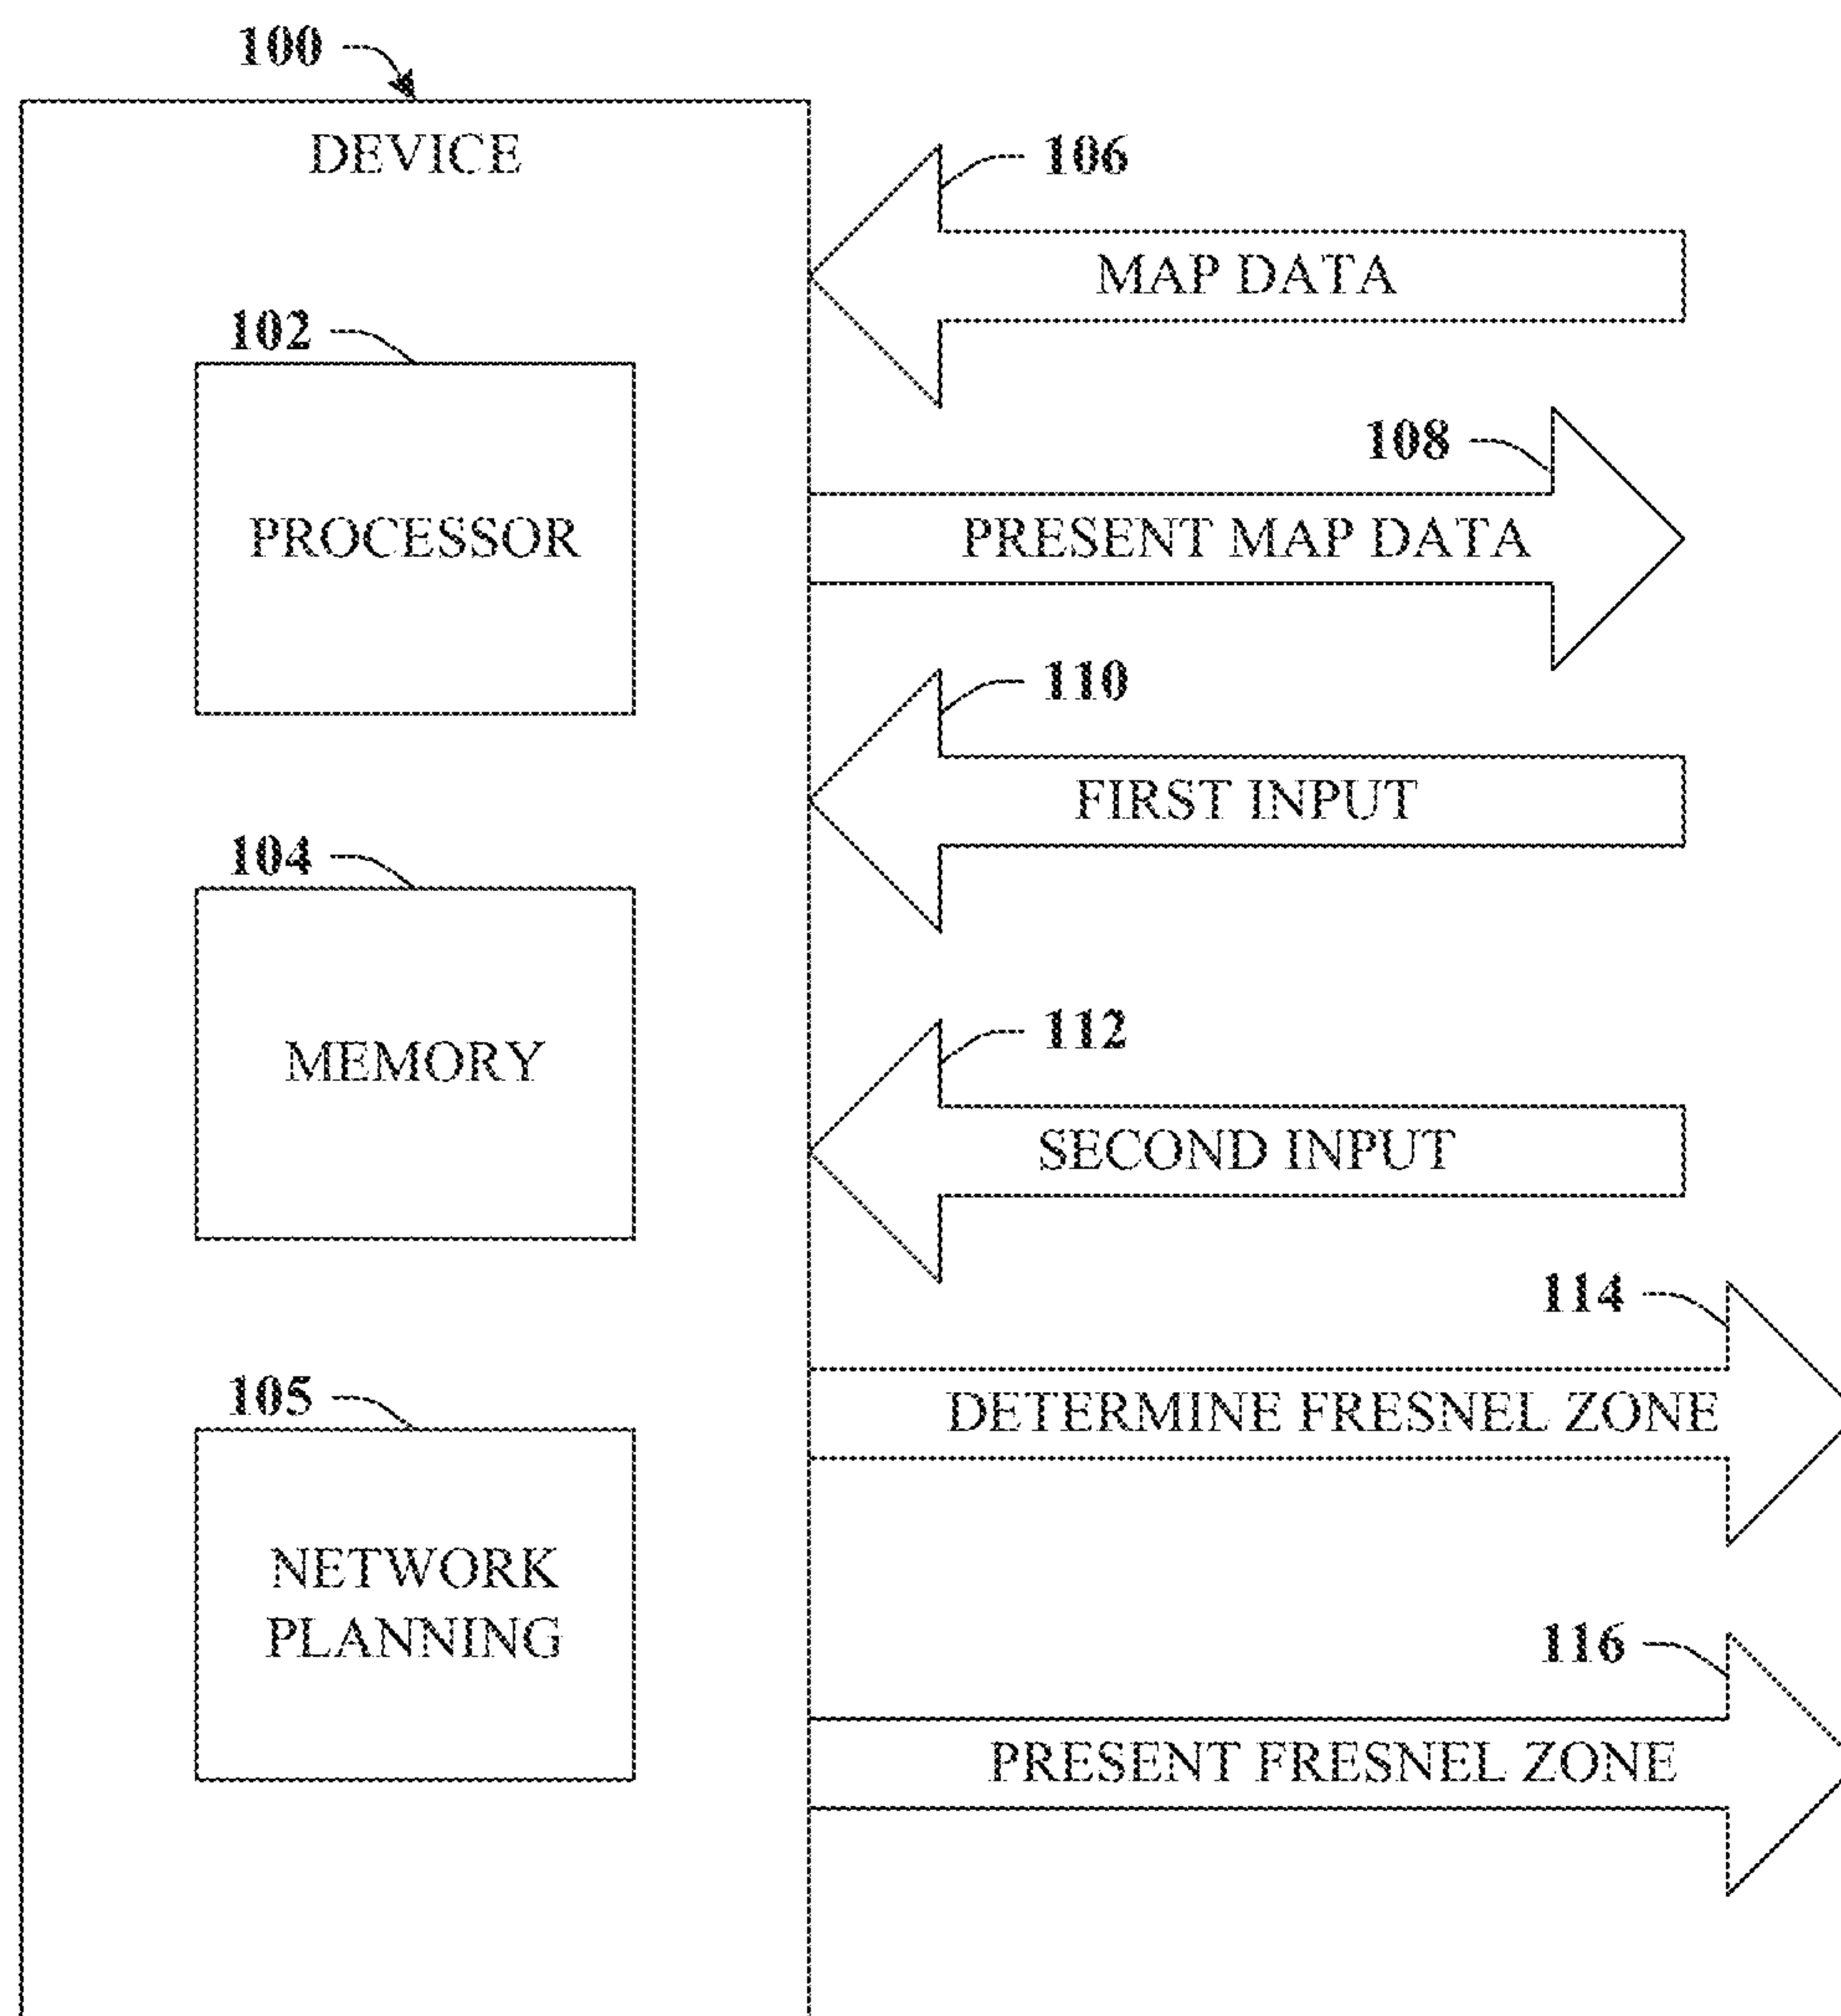 100
DEVICE
106
MAP DATA
102
108
PROCESSOR
PRESENT MAP DATA
110
FIRST INPUT
104
112
MEMORY
SECOND INPUT
114
105
DETERMINE FRESNEL ZONE
NETWORK
PLANNING
116
PRESENT FRESNEL ZONE